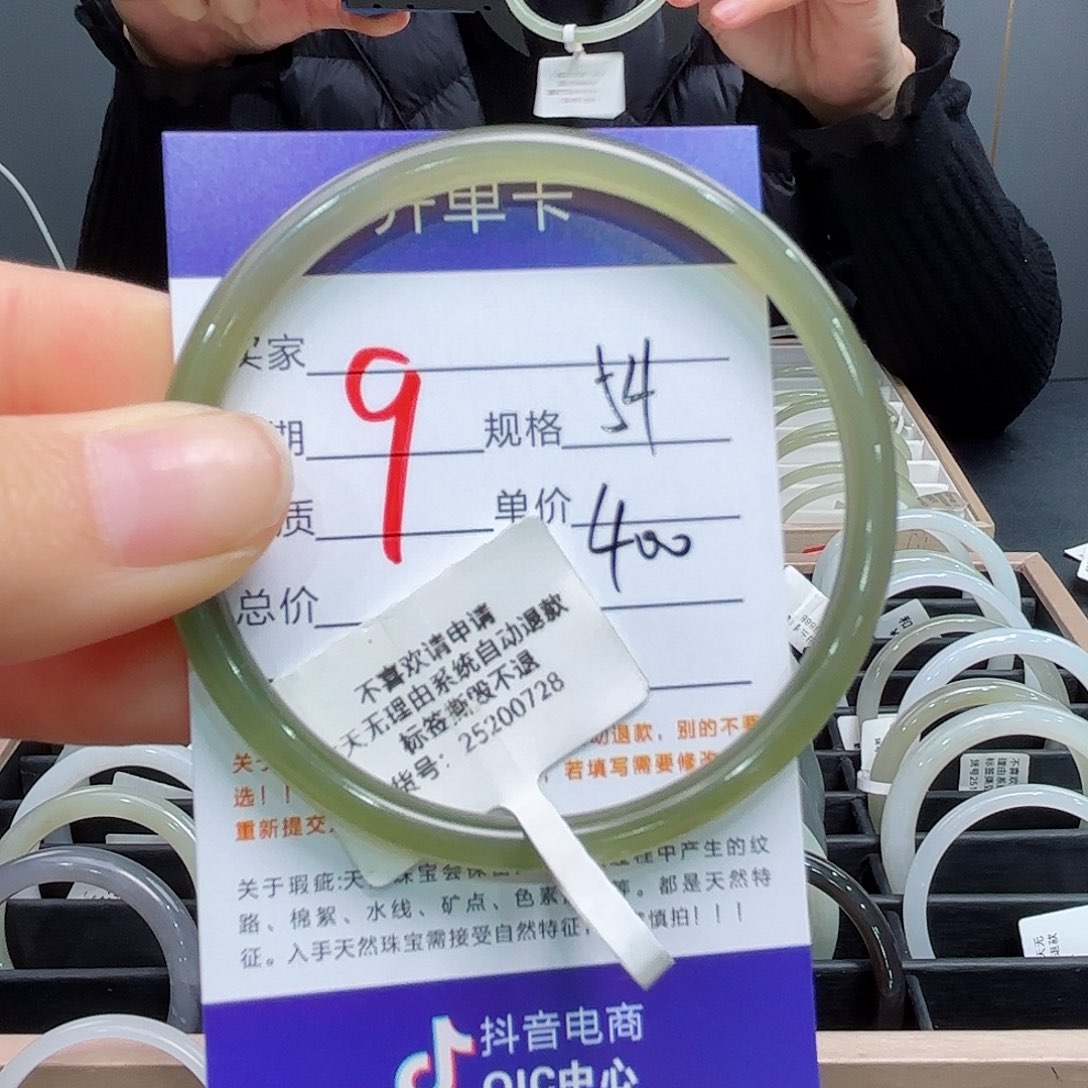 开单卡
买家
9
规格 54
期
单价 400
质
总价
不喜欢请申请
天无理由系统自动退款
标签撕毁不退
货号：25200728
动退款，别的不要
若填写需要修改
选！！
重新提交
关于瑕疵:天
中产生的纹
路、棉絮、水线、矿点、色素
等。都是天然特
征。入手天然珠宝需接受自然特征，
慎拍！！！
抖音电商
QIC中心